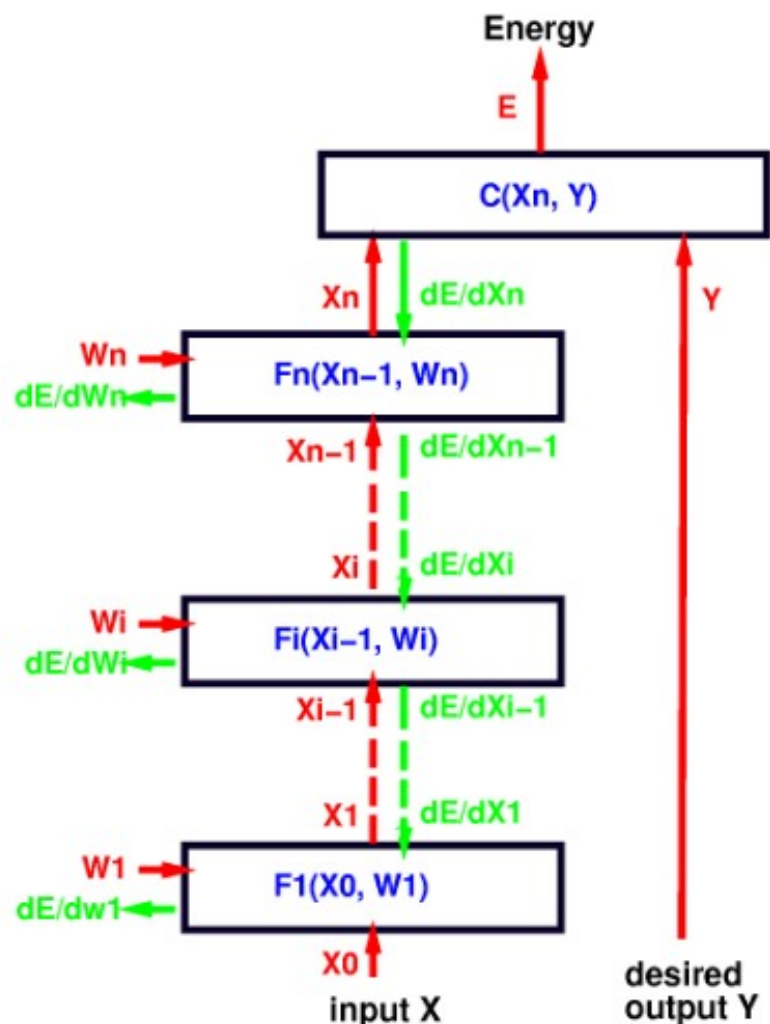 Energy
E
C(Xn, Y)
Xn
dE/dXn
Y
Wn
Fn(Xn−1, Wn)
dE/dWn
Xn−1
dE/dXn−1
Xi
dE/dXi
Wi
Fi(Xi−1, Wi)
dE/dWi
Xi−1
dE/dXi−1
X1
dE/dX1
W1
F1(X0, W1)
dE/dw1
X0
input X
desired
output Y